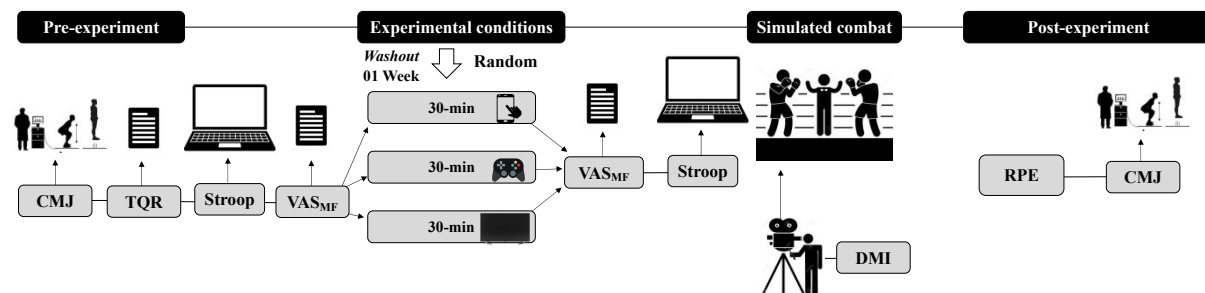 Pre-experiment
Experimental conditions
Simulated combat
Post-experiment
Washout
01 Week
Random
30-min
30-min
30-min
CMJ
TQR
Stroop
VASMF
VASMF
Stroop
DMI
RPE
CMJ